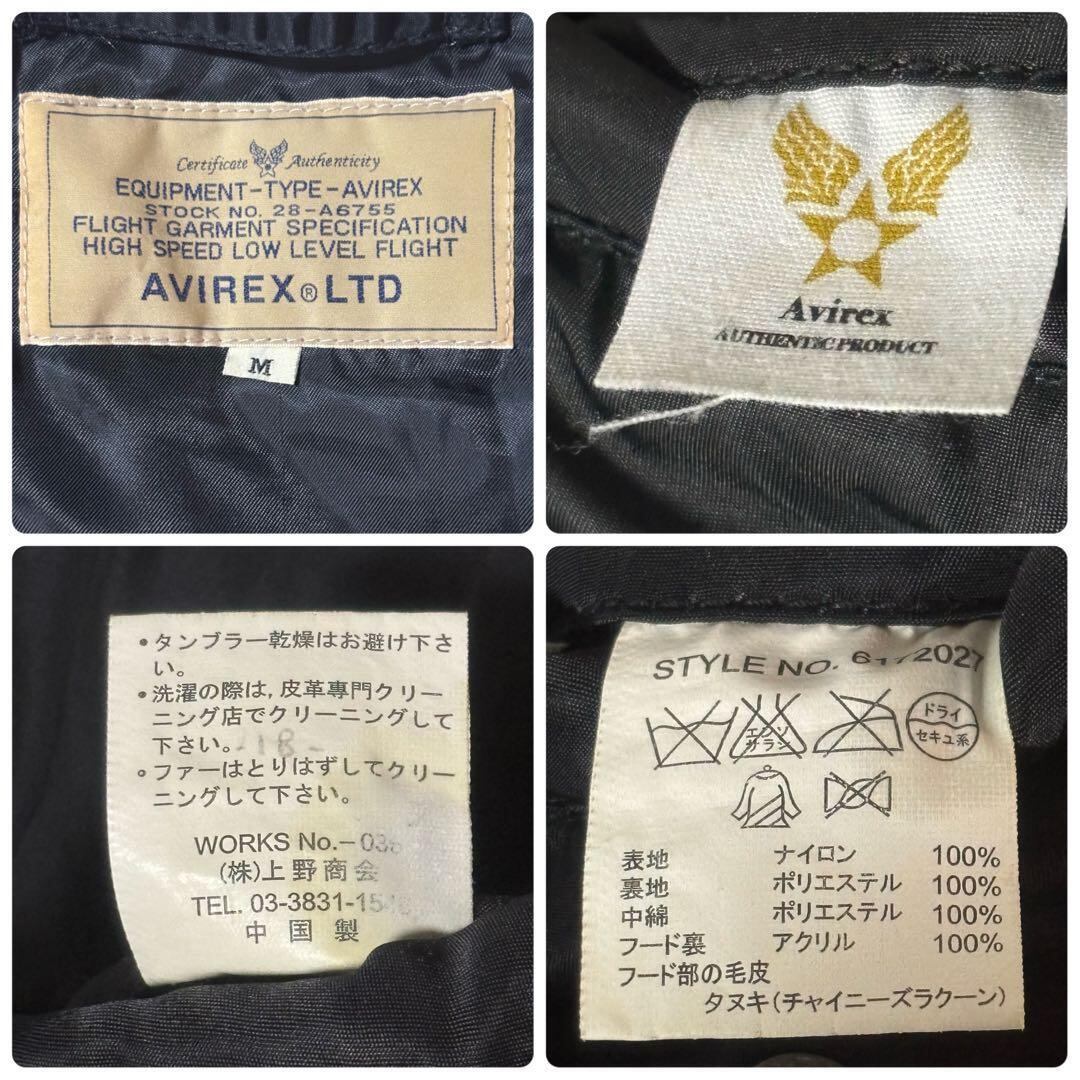 Certificate Authenticity
EQUIPMENT-TYPE-AVIREX
STOCK NO. 28-A6755
FLIGHT GARMENT SPECIFICATION
HIGH SPEED LOW LEVEL FLIGHT
AVIREX® LTD
M
Avirex
AUTHENTIC PRODUCT
•タンブラー乾燥はお避け下さ
い。
•洗濯の際は,皮革専門クリー
ニング店でクリーニングして
下さい。
-18-
•ファーはとりはずしてクリー
ニングして下さい。
WORKS No.-03
(株)上野商会
TEL. 03-3831-15
中国製
STYLE NO. 2027
エンソ
サラシ
ドライ
セキユ系
表地 ナイロン 100%
裏地 ポリエステル 100%
中綿 ポリエステル 100%
フード裏 アクリル 100%
フード部の毛皮
タヌキ(チャイニーズラクーン)